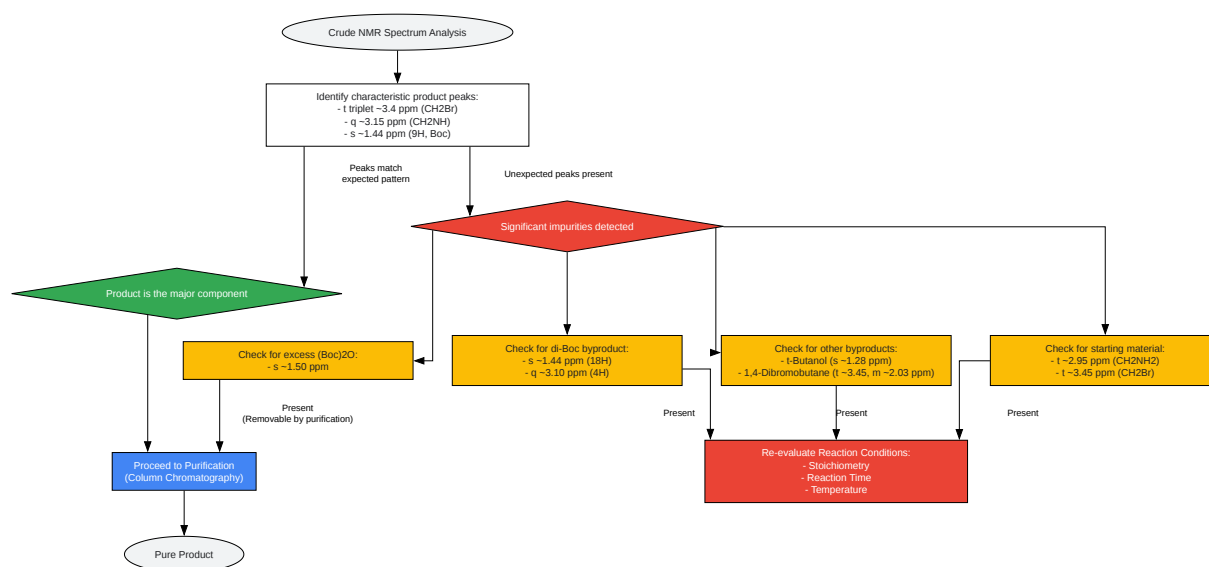 Crude NMR Spectrum Analysis
Identify characteristic product peaks:
- t triplet ~3.4 ppm (CH2Br)
- q ~3.15 ppm (CH2NH)
- s ~1.44 ppm (9H, Boc)
Peaks match
expected pattern
Unexpected peaks present
Significant impurities detected
Product is the major component
Check for excess (Boc)2O:
- s ~1.50 ppm
Check for di-Boc byproduct:
- s ~1.44 ppm (18H)
- q ~3.10 ppm (4H)
Check for other byproducts:
- t-Butanol (s ~1.28 ppm)
- 1,4-Dibromobutane (t ~3.45, m ~2.03 ppm)
Check for starting material:
- t ~2.95 ppm (CH2NH2)
- t ~3.45 ppm (CH2Br)
Present
(Removable by purification)
Present
Present
Present
Proceed to Purification
(Column Chromatography)
Re-evaluate Reaction Conditions:
- Stoichiometry
- Reaction Time
- Temperature
Pure Product